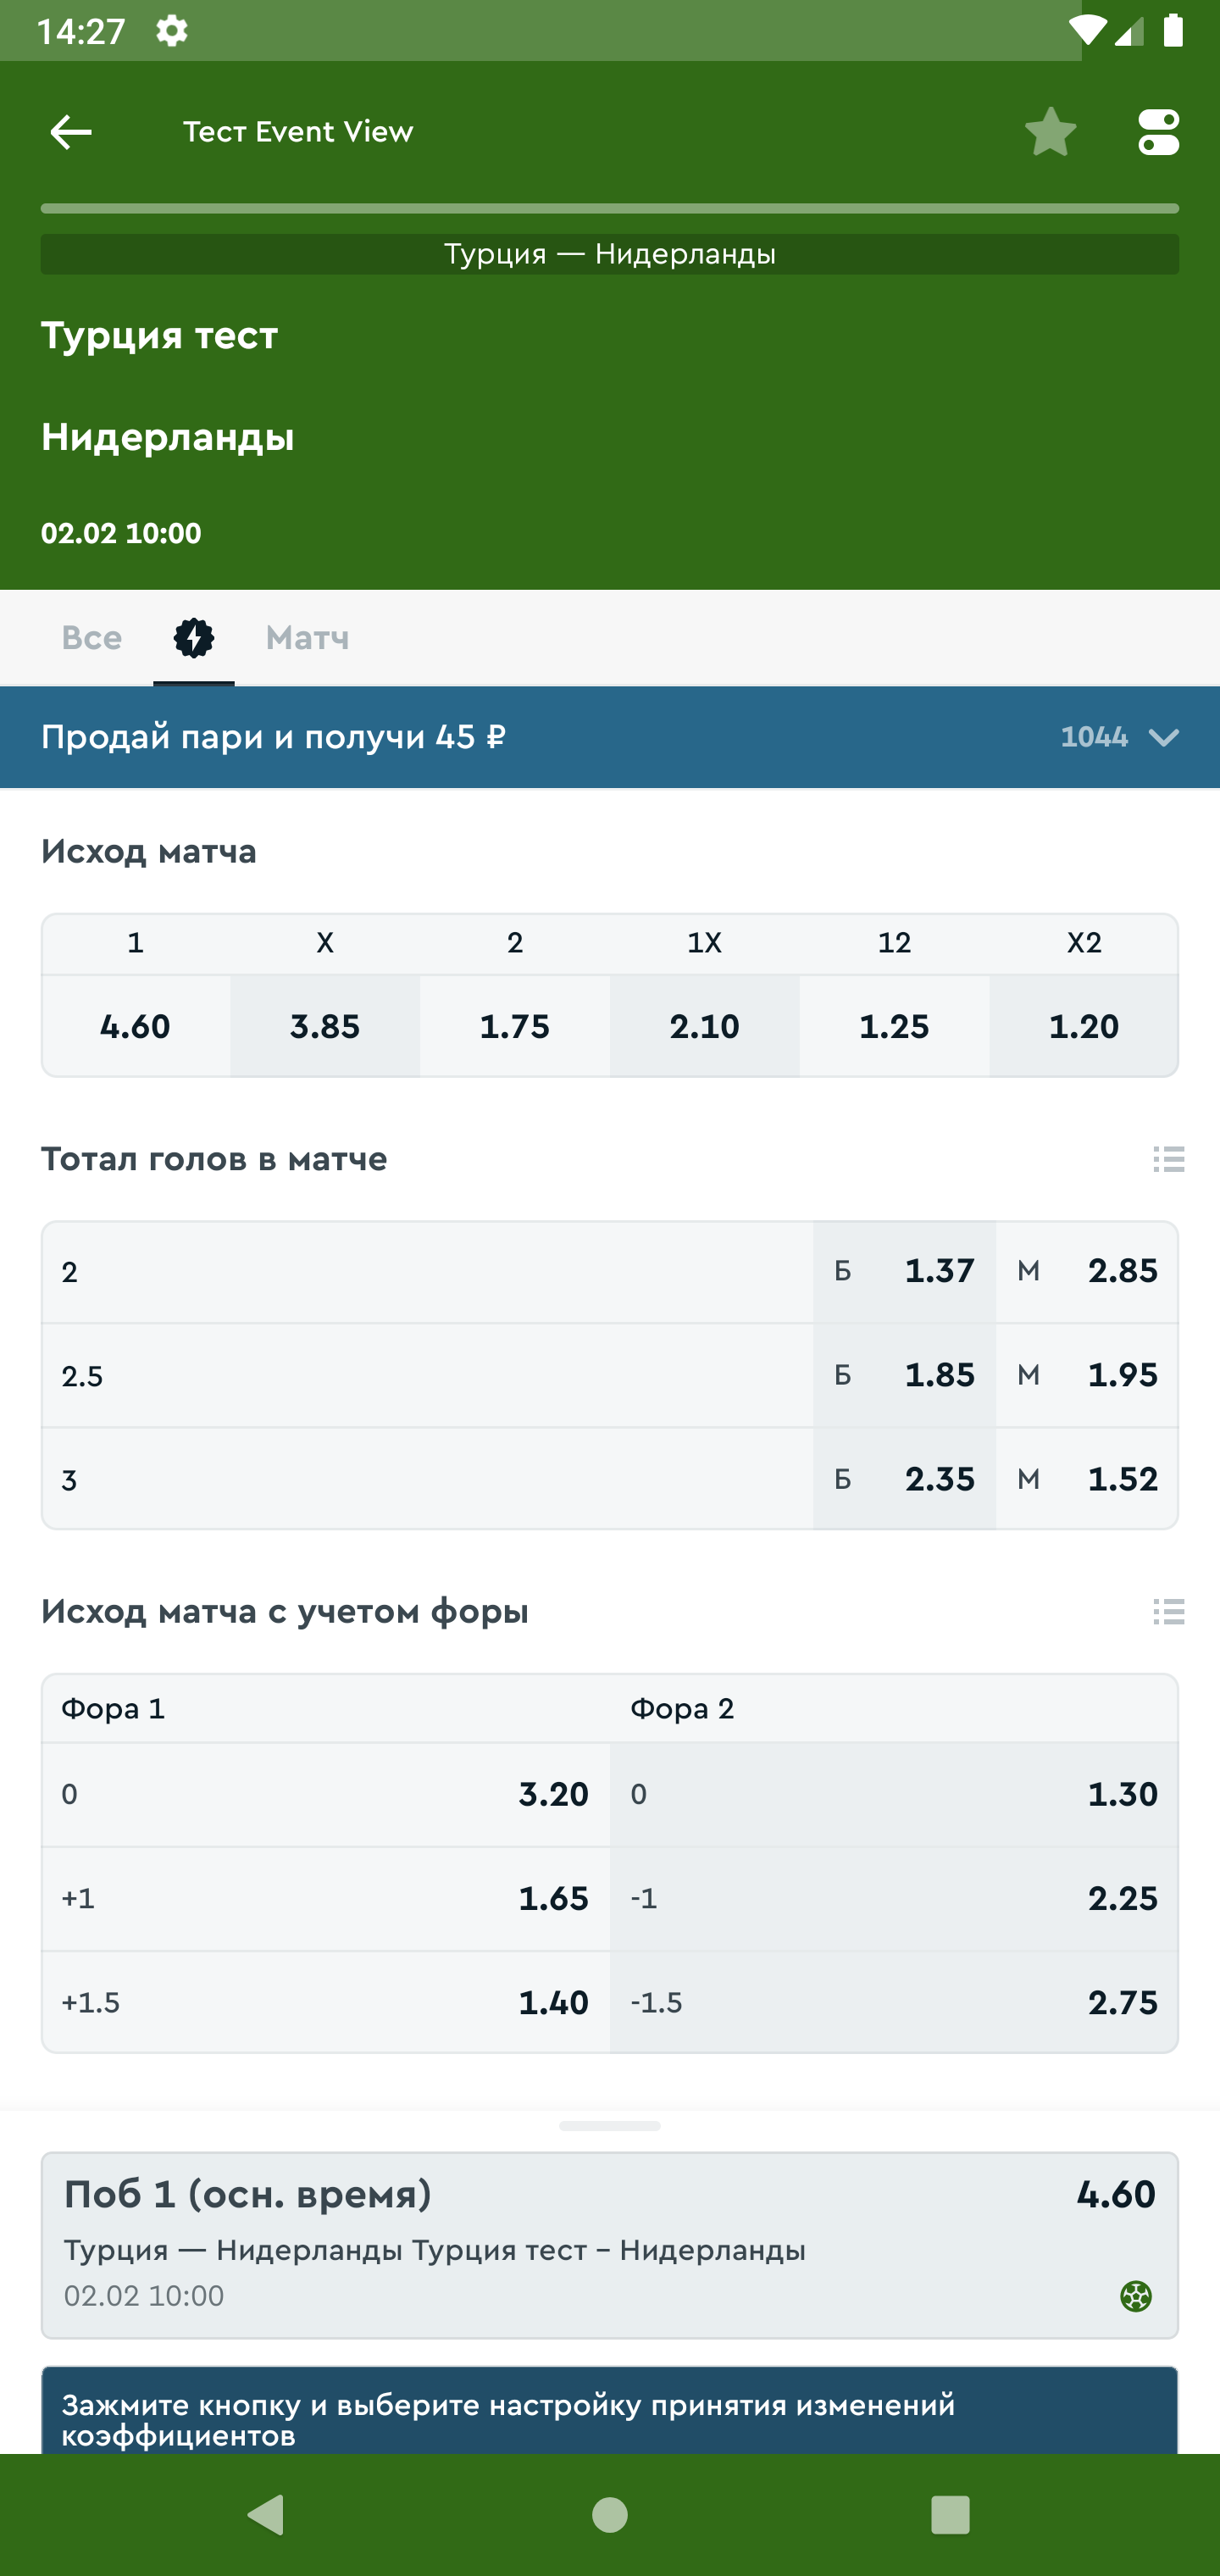 14:27
Тест Event View
Турция — Нидерланды
Турция тест
Нидерланды
02.02 10:00
Все Матч
Продай пари и получи 45 ₽ 1044
Исход матча
1 X 2 1X 12 X2
4.60 3.85 1.75 2.10 1.25 1.20
Тотал голов в матче
2 Б 1.37 М 2.85
2.5 Б 1.85 М 1.95
3 Б 2.35 М 1.52
Исход матча с учетом форы
Фора 1 Фора 2
0 3.20 0 1.30
+1 1.65 -1 2.25
+1.5 1.40 -1.5 2.75
Поб 1 (осн. время) 4.60
Турция — Нидерланды Турция тест – Нидерланды
02.02 10:00
Зажмите кнопку и выберите настройку принятия изменений
коэффициентов